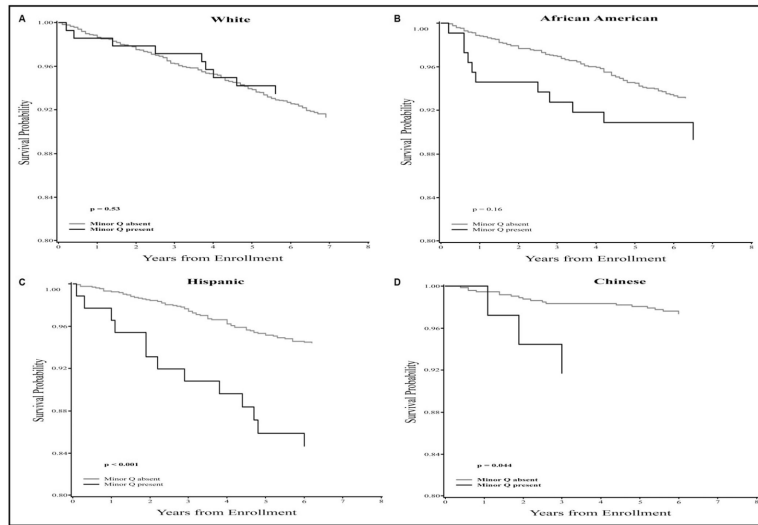 A
White
1.00
0.96
0.92
0.88
0.84
0.80
Survival Probability
p = 0.53
Minor Q absent
Minor Q present
0 1 2 3 4 5 6 7 8
Years from Enrollment
B
African American
1.00
0.96
0.92
0.88
0.84
0.80
Survival Probability
p = 0.16
Minor Q absent
Minor Q present
0 1 2 3 4 5 6 7 8
Years from Enrollment
C
Hispanic
1.00
0.96
0.92
0.88
0.84
0.80
Survival Probability
p < 0.001
Minor Q absent
Minor Q present
0 1 2 3 4 5 6 7 8
Years from Enrollment
D
Chinese
1.00
0.96
0.92
0.88
0.84
0.80
Survival Probability
p = 0.044
Minor Q absent
Minor Q present
0 1 2 3 4 5 6 7 8
Years from Enrollment